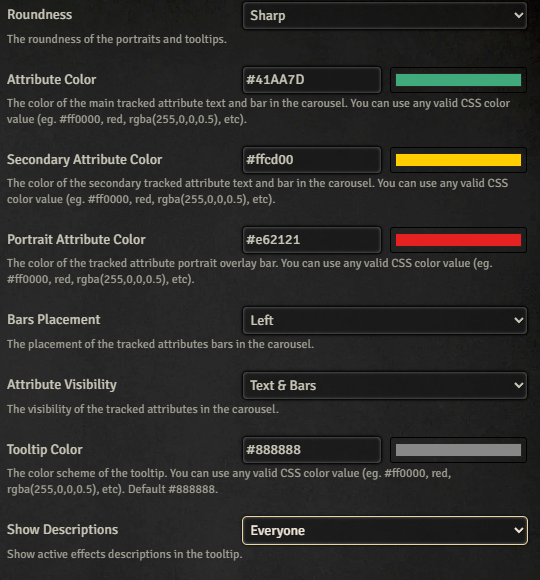 Roundness Sharp
The roundness of the portraits and tooltips.
Attribute Color #41AA7D
The color of the main tracked attribute text and bar in the carousel. You can use any valid CSS color
value (eg. #ff0000, red, rgba(255,0,0,0.5), etc).
Secondary Attribute Color #ffcd00
The color of the secondary tracked attribute text and bar in the carousel. You can use any valid CSS
color value (eg. #ff0000, red, rgba(255,0,0,0.5), etc).
Portrait Attribute Color #e62121
The color of the tracked attribute portrait overlay bar. You can use any valid CSS color value (eg.
#ff0000, red, rgba(255,0,0,0.5), etc).
Bars Placement Left
The placement of the tracked attributes bars in the carousel.
Attribute Visibility Text & Bars
The visibility of the tracked attributes in the carousel.
Tooltip Color #888888
The color scheme of the tooltip. You can use any valid CSS color value (eg. #ff0000, red,
rgba(255,0,0,0.5), etc). Default #888888.
Show Descriptions Everyone
Show active effects descriptions in the tooltip.